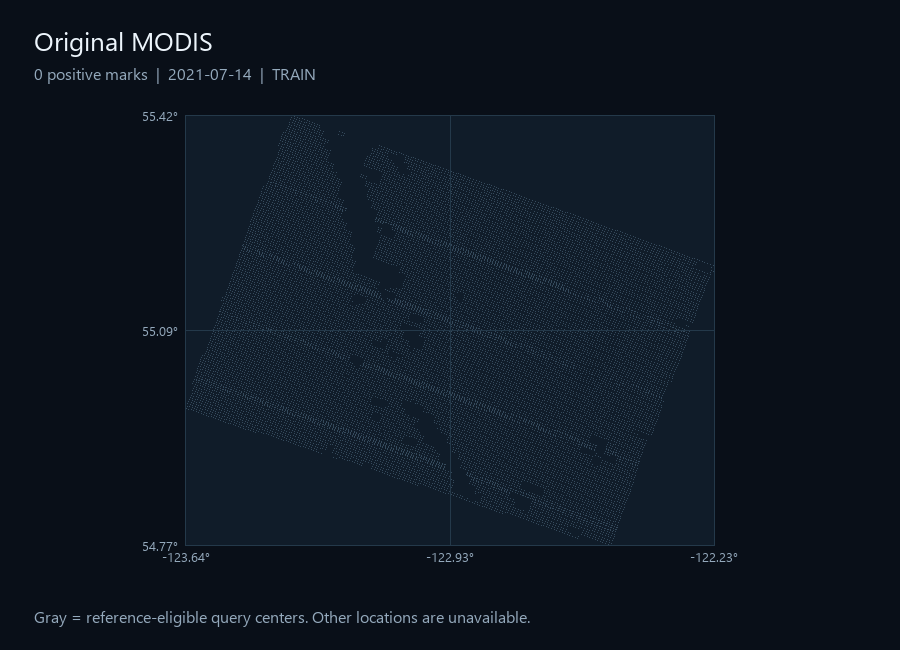 Original MODIS
0 positive marks | 2021-07-14 | TRAIN
55.42°
55.09°
54.77°
-123.64°
-122.93°
-122.23°
Gray = reference-eligible query centers. Other locations are unavailable.